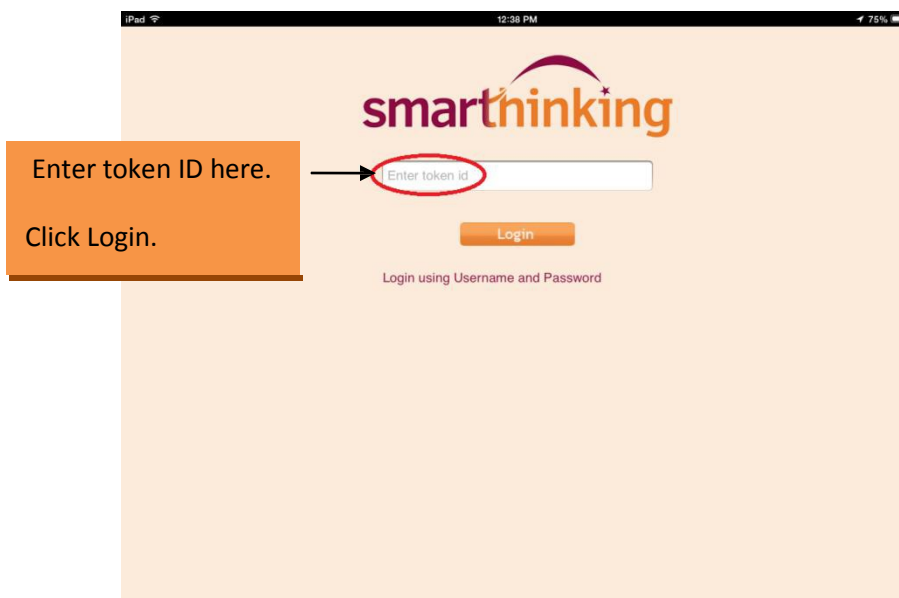 iPad 12:38 PM 75%
smarthinking
Enter token ID here.
Enter token id
Click Login.
Login
Login using Username and Password